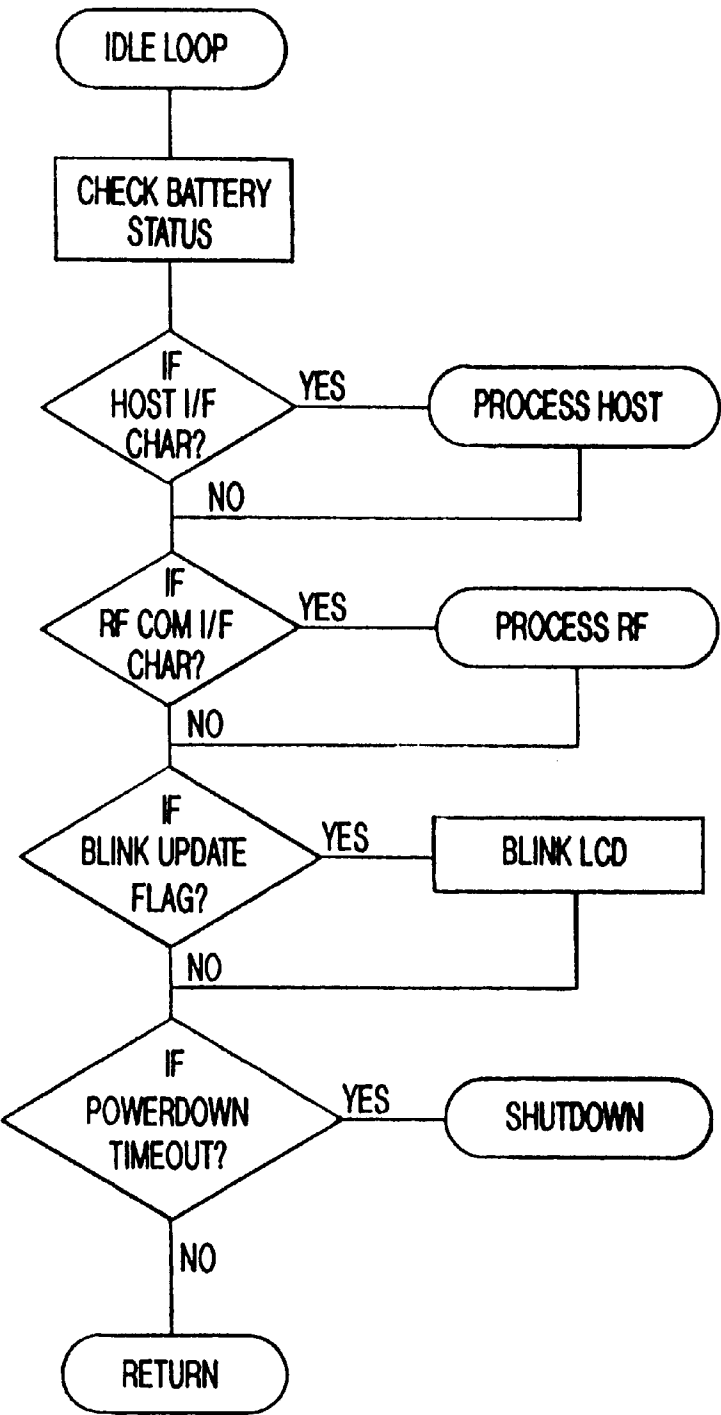 IDLE LOOP
CHECK BATTERY
STATUS
IF
HOST I/F
CHAR?
YES
PROCESS HOST
NO
IF
RF COM I/F
CHAR?
YES
PROCESS RF
NO
IF
BLINK UPDATE
FLAG?
YES
BLINK LCD
NO
IF
POWERDOWN
TIMEOUT?
YES
SHUTDOWN
NO
RETURN